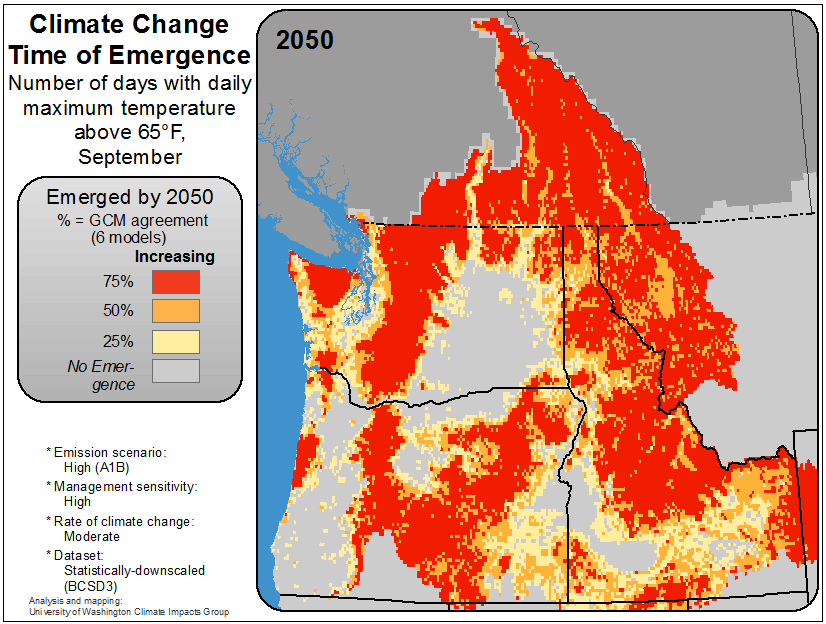 Climate Change
Time of Emergence
Number of days with daily
maximum temperature
above 65°F,
September
Emerged by 2050
% = GCM agreement
(6 models)
Increasing
75%
50%
25%
No Emer-
gence
* Emission scenario:
High (A1B)
* Management sensitivity:
High
* Rate of climate change:
Moderate
* Dataset:
Statistically-downscaled
(BCSD3)
Analysis and mapping:
University of Washington Climate Impacts Group
2050